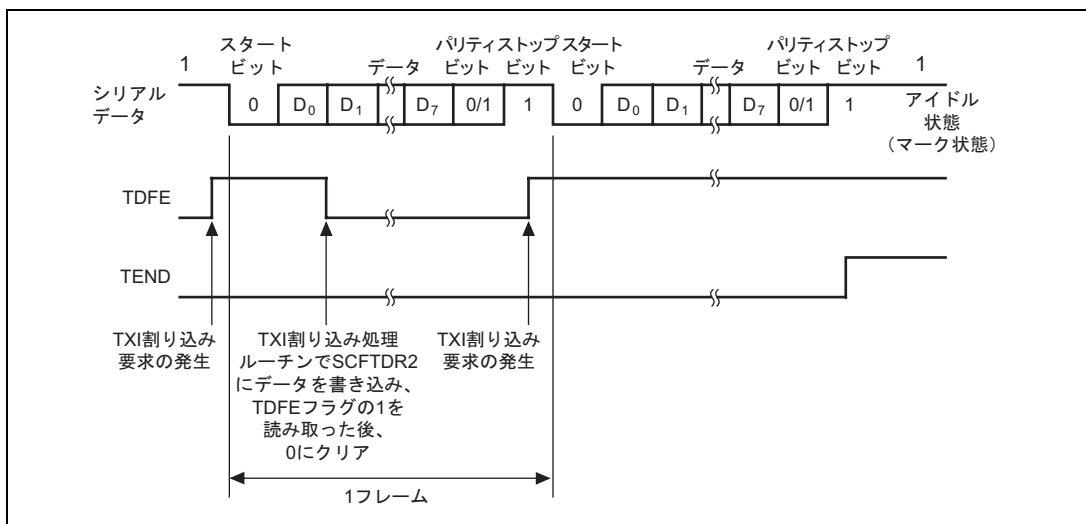 スタート
ビット
データ
パリティ
ビット
ストップ
ビット
スタート
ビット
データ
パリティ
ビット
ストップ
ビット
1
1
シリアル
データ
0 D0 D1 D7 0/1 1 0 D0 D1 D7 0/1 1
アイドル
状態
(マーク状態)
TDFE
TEND
TXI割り込み
要求の発生
TXI割り込み処理
ルーチンでSCFTDR2
にデータを書き込み、
TDFEフラグの1を
読み取った後、
0にクリア
TXI割り込み
要求の発生
1フレーム